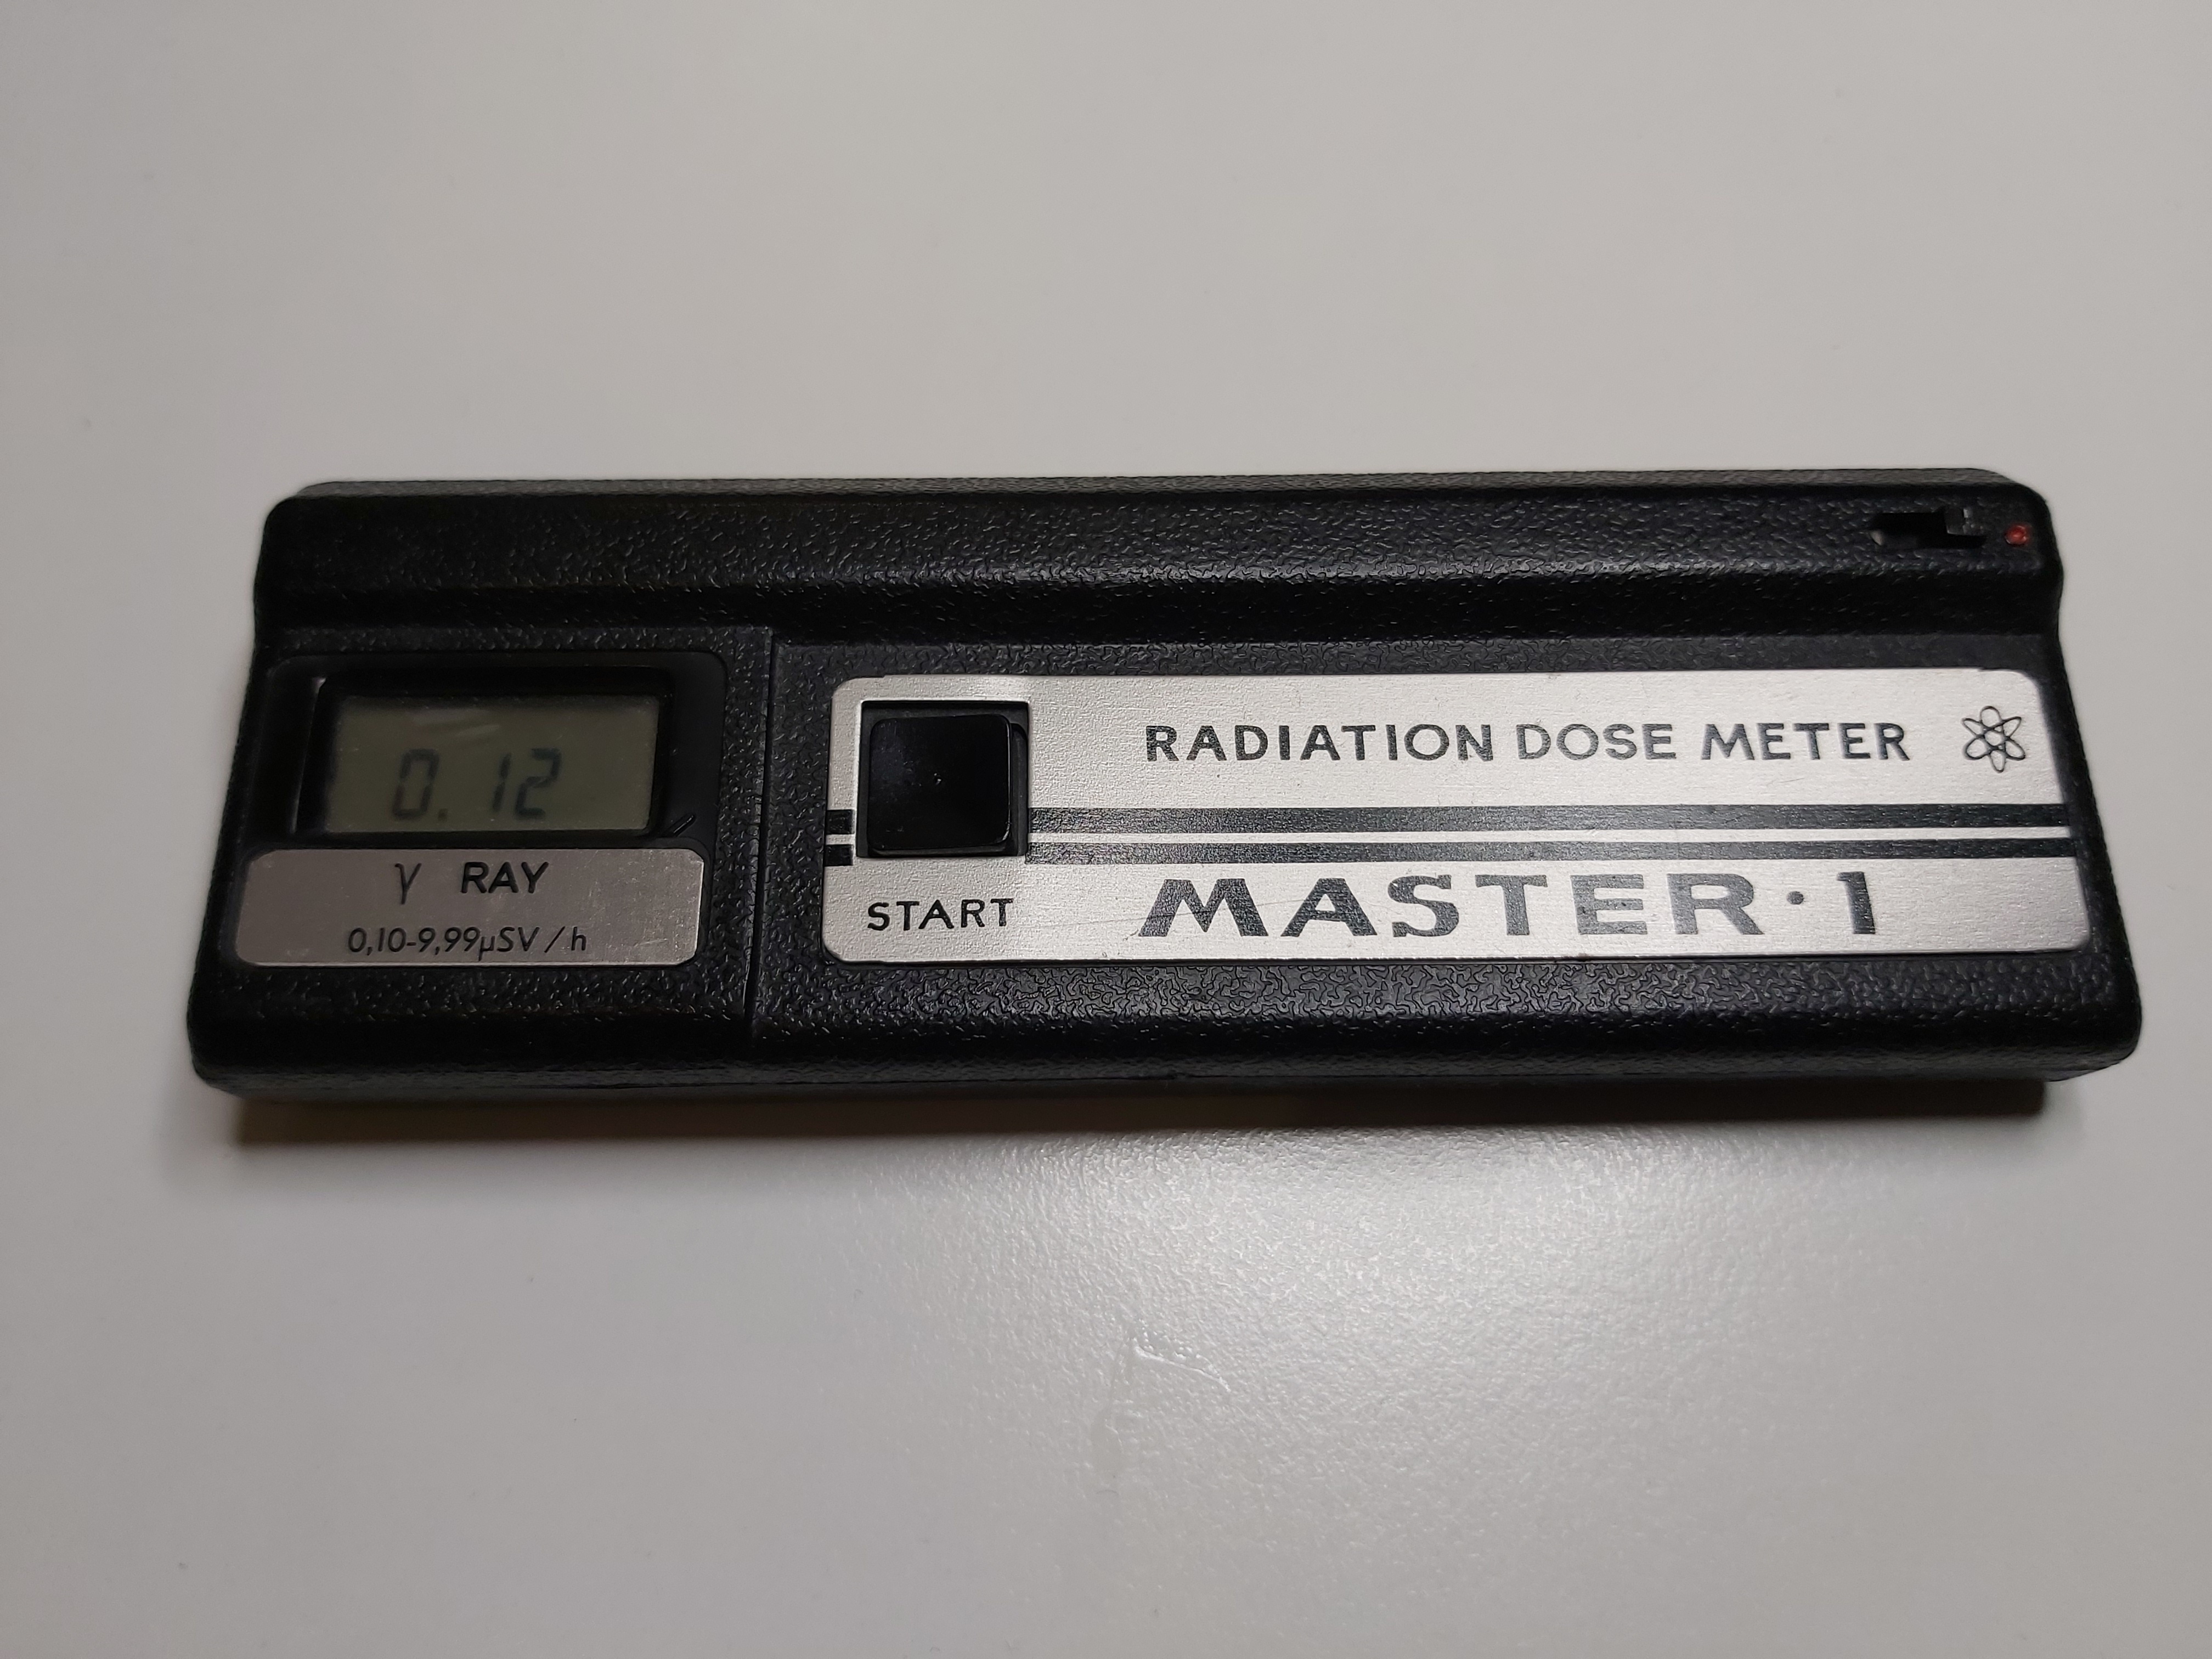 0.12
γ RAY
0,10-9,99µSV/h
START
RADIATION DOSE METER
MASTER·1